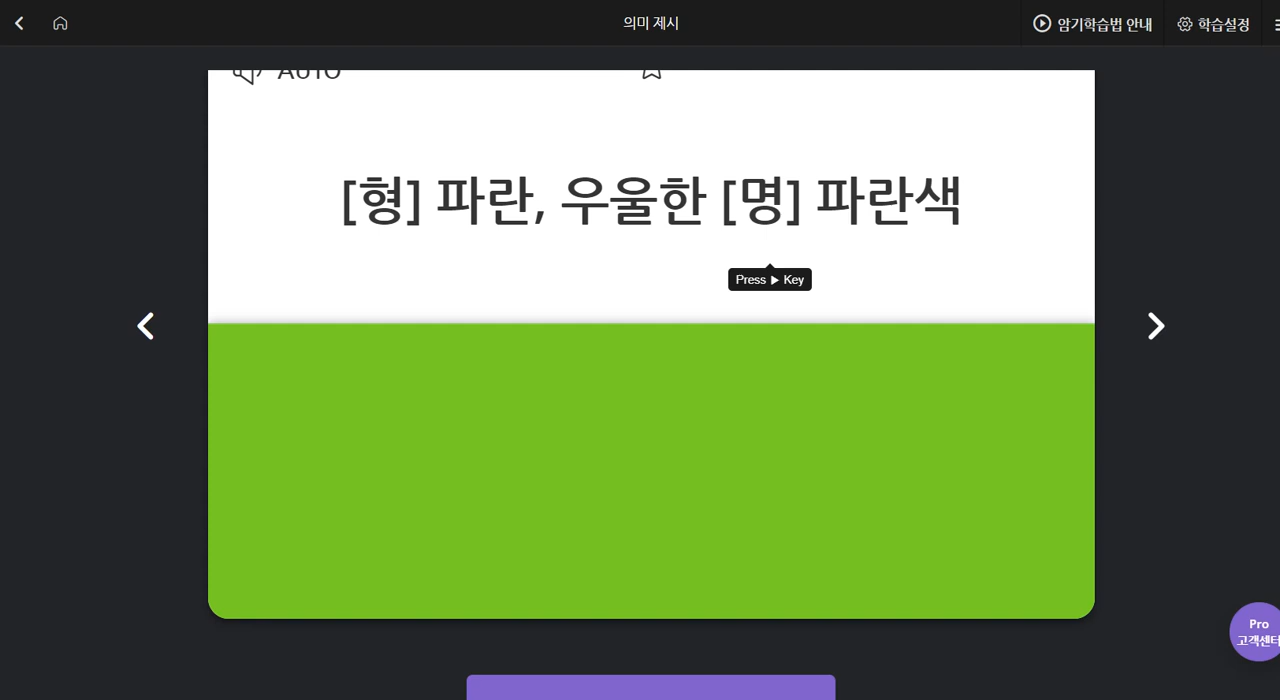 의미 제시
암기학습법 안내
학습설정
AUTO
[형] 파란, 우울한 [명] 파란색
Press ▶ Key
Pro
고객센터